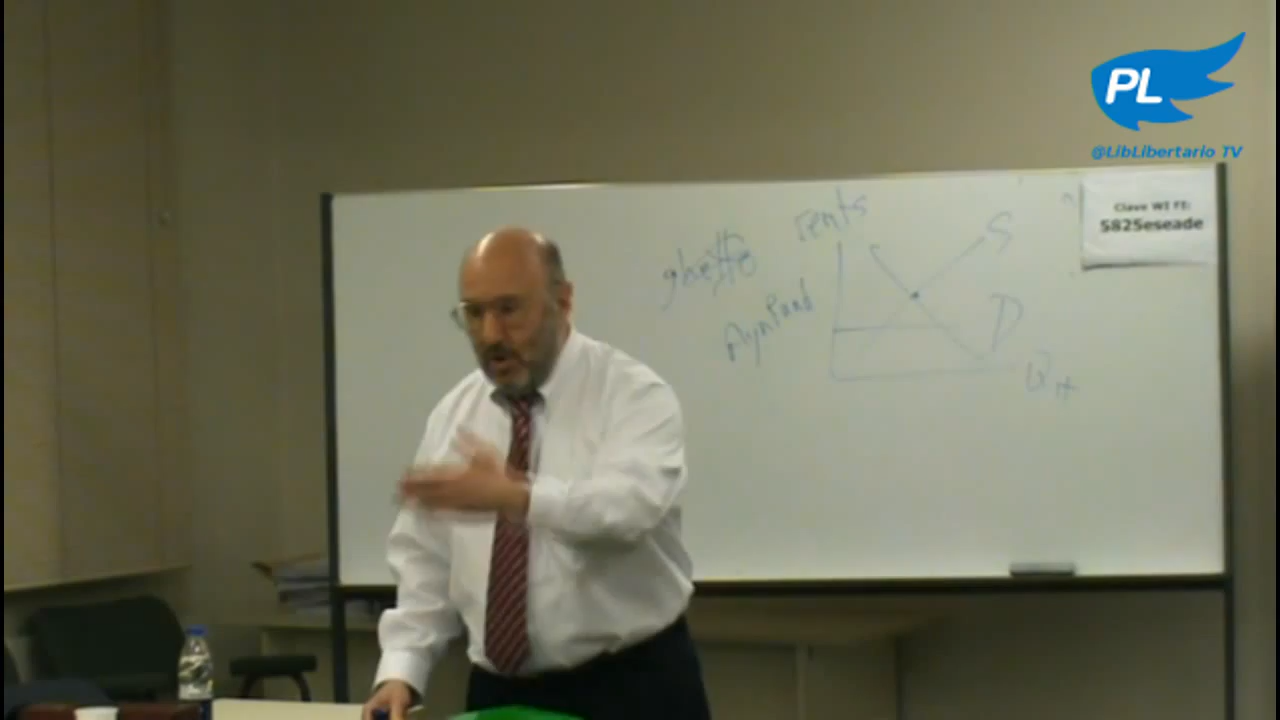 PL
@LibLibertario TV
Clave WI FI:
5825eseade
rents
S
ghetto
Ayn Rand
D